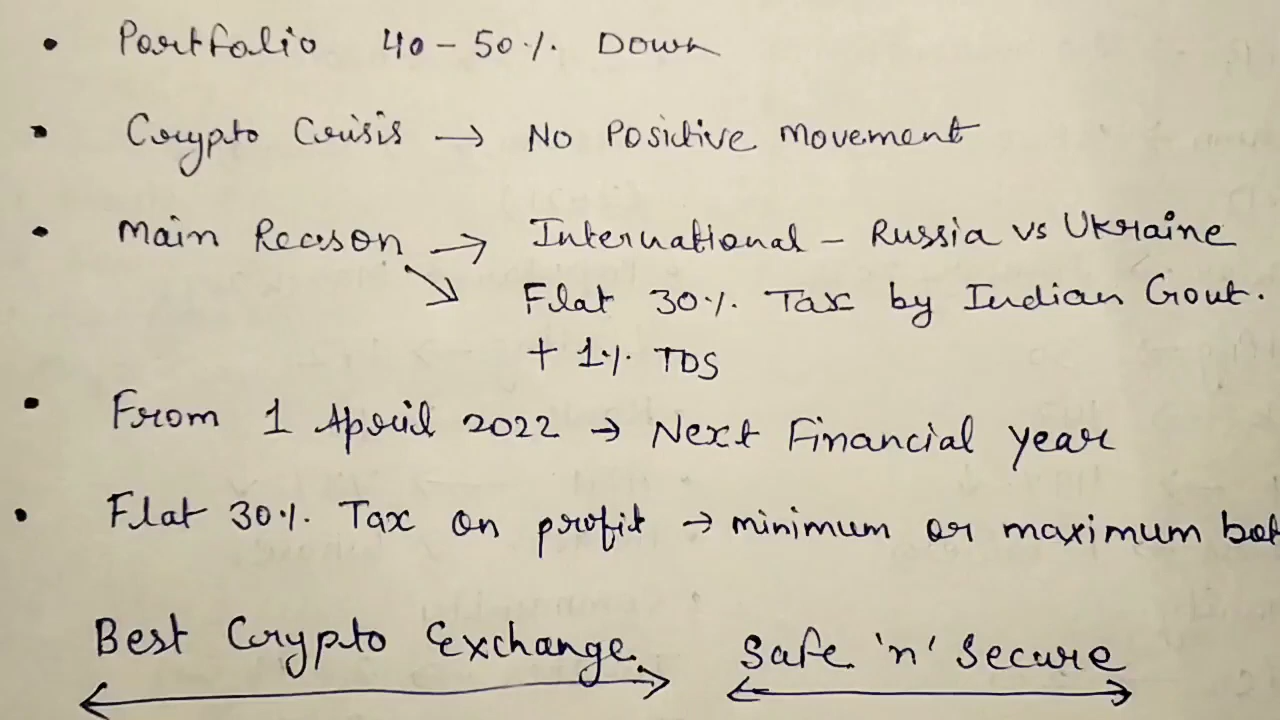 • Portfolio 40-50% Down
• Crypto Crisis → No Positive Movement
• Main Reason → International - Russia vs Ukraine
Flat 30% Tax by Indian Govt.
+ 1% TDS
• From 1 April 2022 → Next Financial year
• Flat 30% Tax on profit → minimum or maximum bot
Best Crypto Exchange Safe 'n' Secure